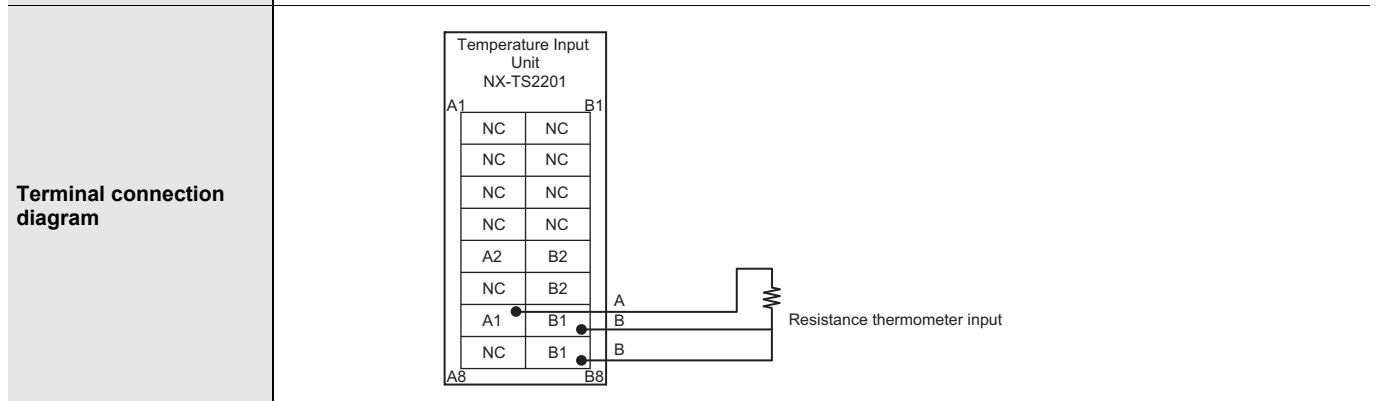 Terminal connection
diagram
Temperature Input
Unit
NX-TS2201
A1 B1
NC NC
NC NC
NC NC
NC NC
A2 B2
NC B2
A
A1 B1 B
Resistance thermometer input
NC B1 B
A8 B8